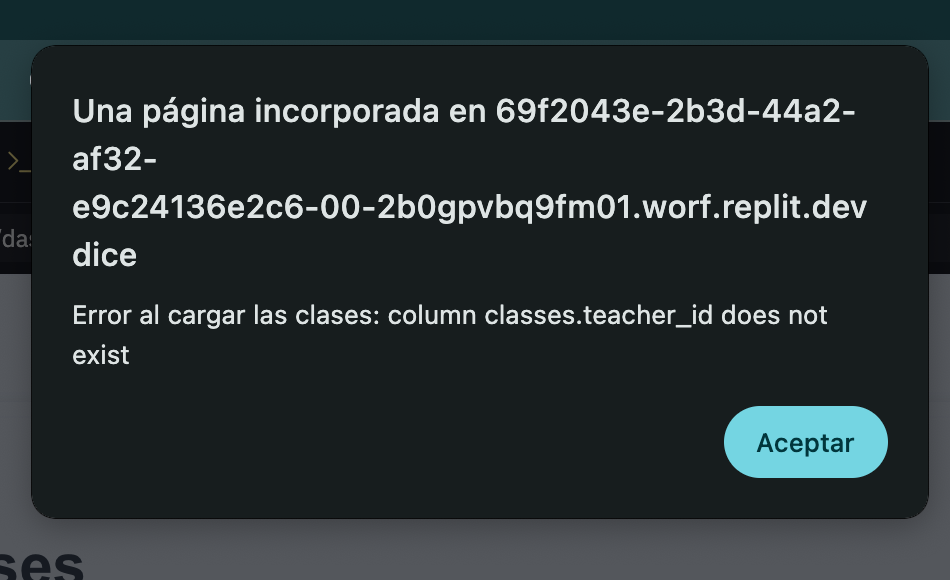 Una página incorporada en 69f2043e-2b3d-44a2-
af32-
e9c24136e2c6-00-2b0gpvbq9fm01.worf.replit.dev
dice
Error al cargar las clases: column classes.teacher_id does not
exist
Aceptar
>_
/das
ses